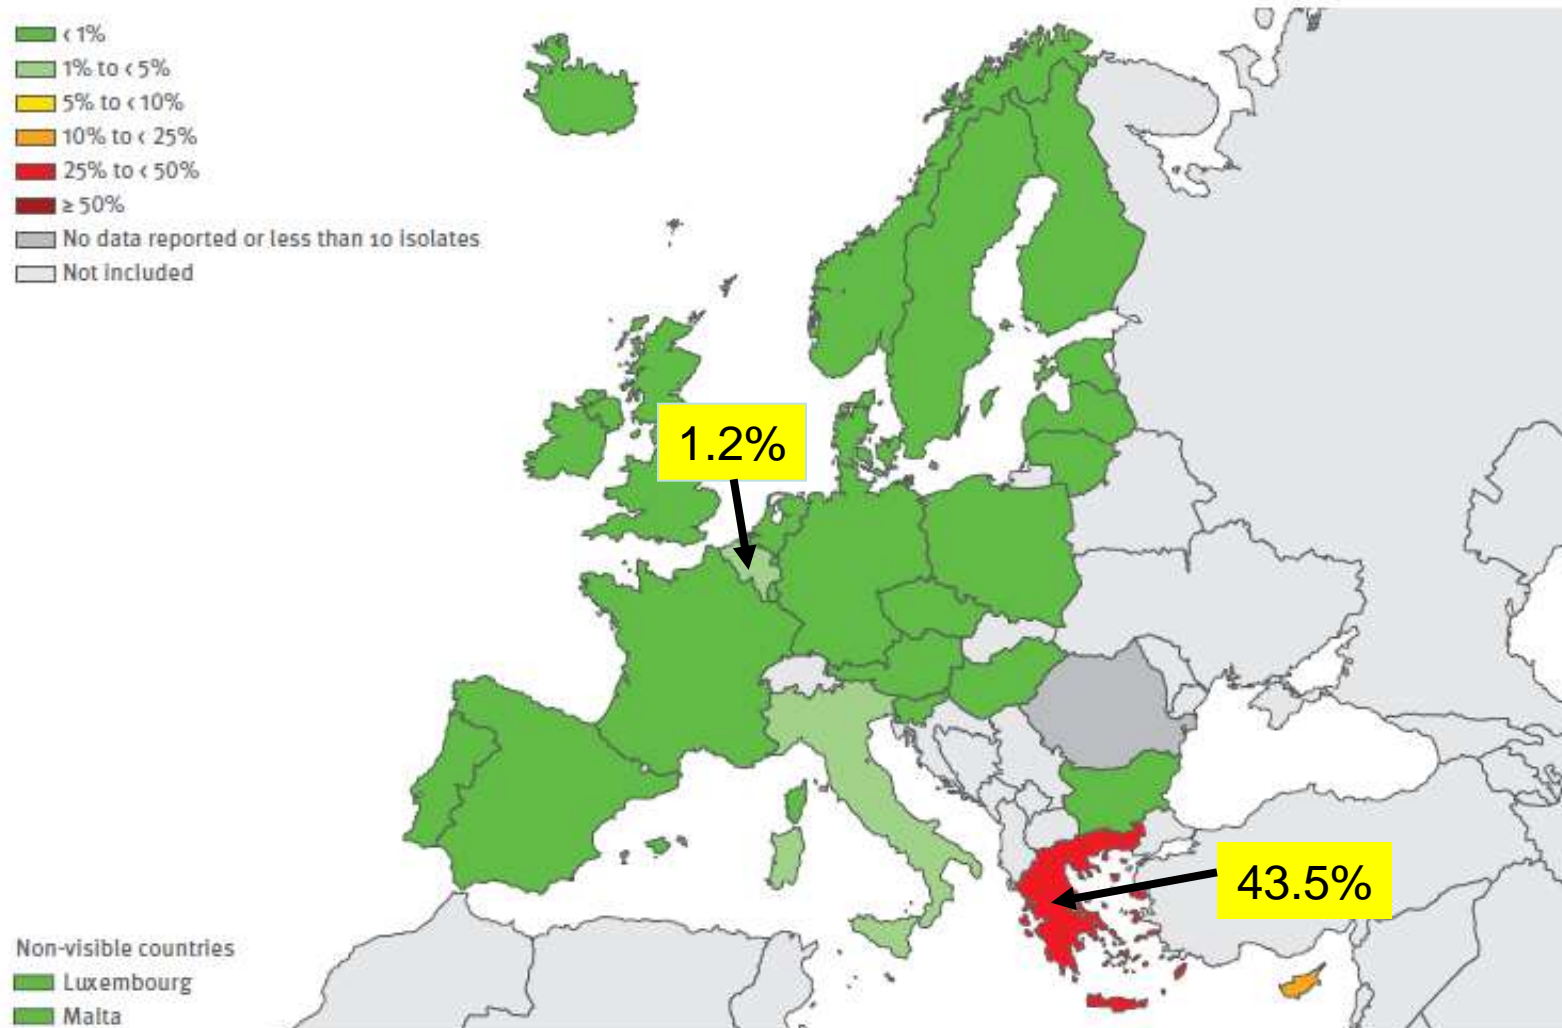 < 1%
1% to < 5%
5% to < 10%
10% to < 25%
25% to < 50%
≥ 50%
No data reported or less than 10 isolates
Not included
1.2%
43.5%
Non-visible countries
Luxembourg
Malta